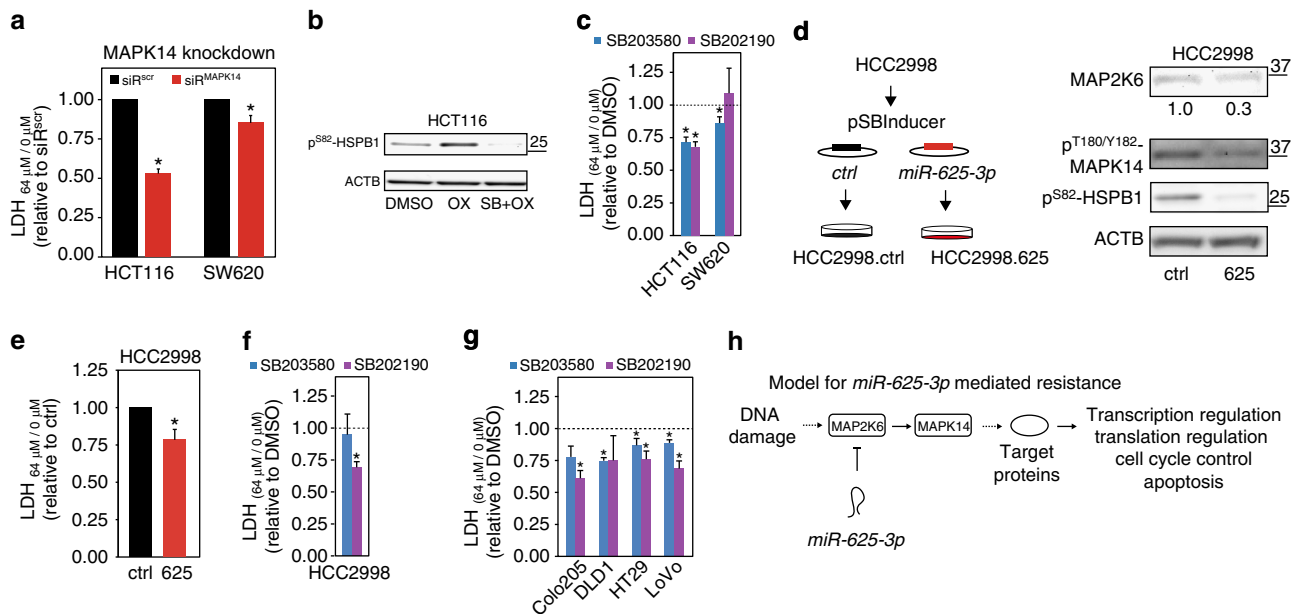 a
MAPK14 knockdown
siR^scr siR^MAPK14
LDH (64 μM / 0 μM)
(relative to siR^scr)
1.00
0.75
0.50
0.25
0.00
* *
HCT116 SW620
b
HCT116
p^S82-HSPB1
25
ACTB
DMSO OX SB+OX
c
SB203580 SB202190
LDH (64 μM / 0 μM)
(relative to DMSO)
1.25
1.00
0.75
0.50
0.25
0.00
* * *
HCT116
SW620
d
HCC2998
pSBInducer
ctrl miR-625-3p
HCC2998.ctrl HCC2998.625
HCC2998
MAP2K6
37
1.0 0.3
p^T180/Y182-
MAPK14
37
p^S82-HSPB1
25
ACTB
ctrl 625
e
HCC2998
LDH (64 μM / 0 μM)
(relative to ctrl)
1.25
1.00
0.75
0.50
0.25
0.00
*
ctrl 625
f
SB203580
SB202190
LDH (64 μM / 0 μM)
(relative to DMSO)
1.25
1.00
0.75
0.50
0.25
0.00
*
HCC2998
g
SB203580 SB202190
LDH (64 μM / 0 μM)
(relative to DMSO)
1.25
1.00
0.75
0.50
0.25
0.00
* * * * * *
Colo205
DLD1
HT29
LoVo
h
Model for miR-625-3p mediated resistance
DNA
damage
MAP2K6
MAPK14
Target
proteins
Transcription regulation
translation regulation
cell cycle control
apoptosis
miR-625-3p